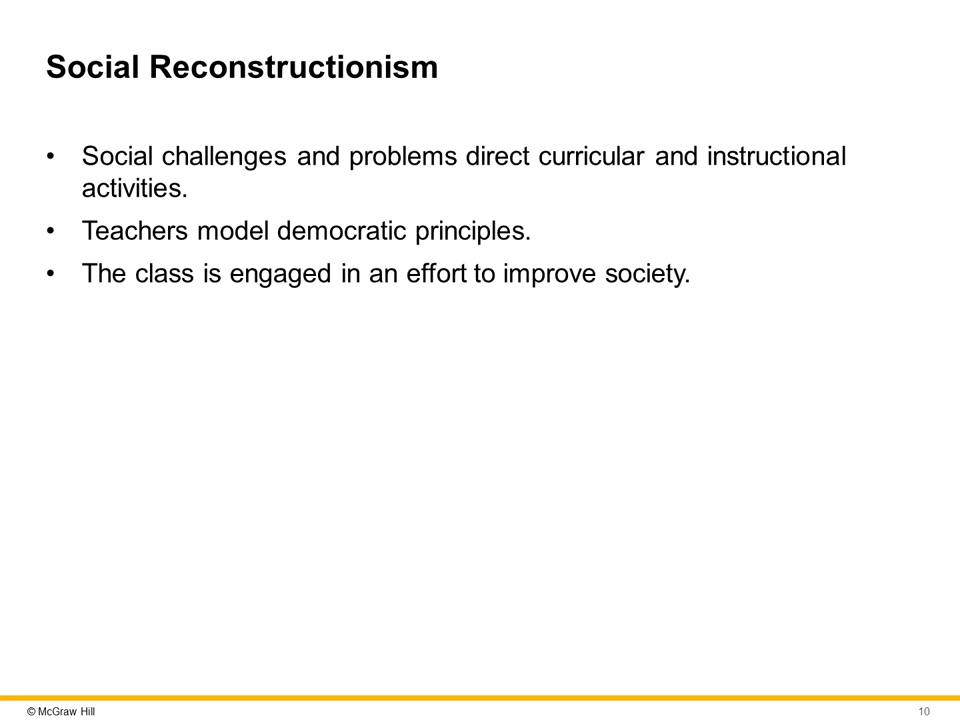 Social Reconstructionism
• Social challenges and problems direct curricular and instructional
activities.
• Teachers model democratic principles.
• The class is engaged in an effort to improve society.
© McGraw Hill
10